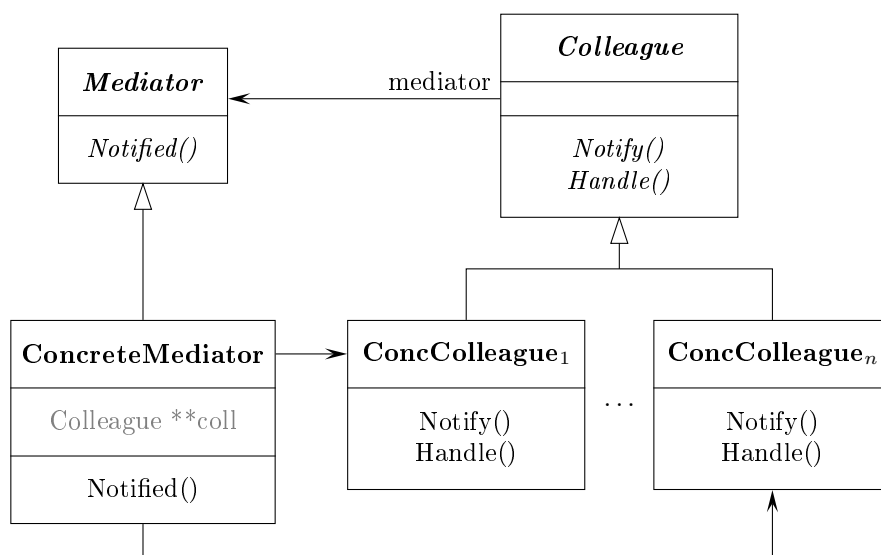 Colleague
Mediator
mediator
Notified()
Notify()
Handle()
ConcreteMediator
ConcColleague₁
ConcColleagueₙ
Colleague **coll
...
Notify()
Handle()
Notify()
Handle()
Notified()